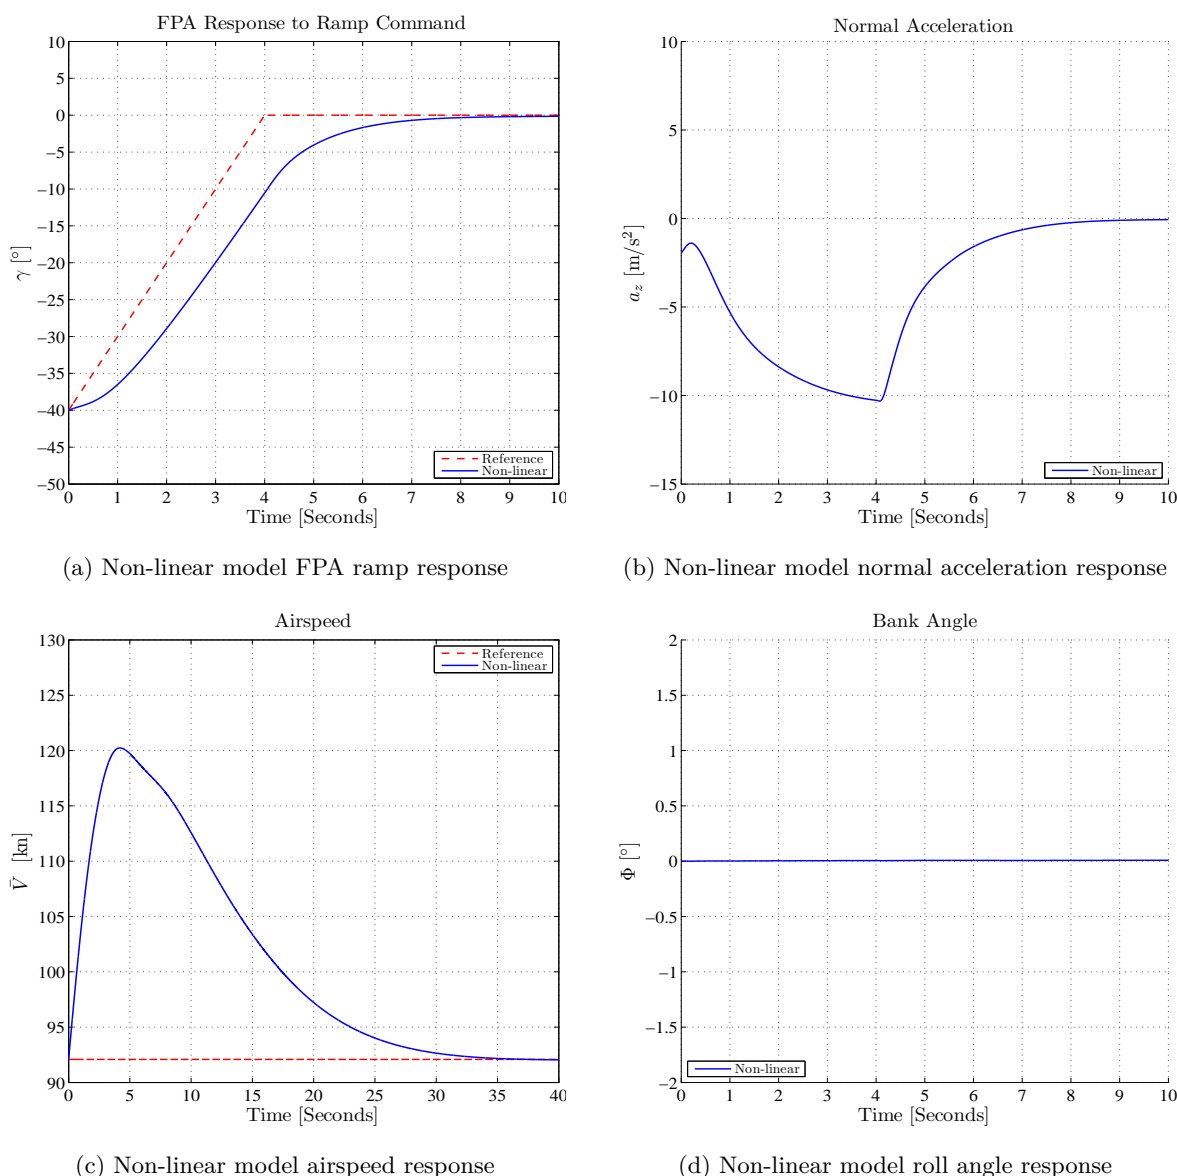 FPA Response to Ramp Command
10
5
0
−5
−10
−15
−20
−25
−30
−35
−40
−45
−50
γ [°]
0 1 2 3 4 5 6 7 8 9 10
Time [Seconds]
Reference
Non-linear
(a) Non-linear model FPA ramp response
Normal Acceleration
10
5
0
−5
−10
−15
a_z [m/s²]
0 1 2 3 4 5 6 7 8 9 10
Time [Seconds]
Non-linear
(b) Non-linear model normal acceleration response
Airspeed
130
125
120
115
110
105
100
95
90
V̄ [kn]
0 5 10 15 20 25 30 35 40
Time [Seconds]
Reference
Non-linear
(c) Non-linear model airspeed response
Bank Angle
2
1.5
1
0.5
0
−0.5
−1
−1.5
−2
Φ [°]
0 1 2 3 4 5 6 7 8 9 10
Time [Seconds]
Non-linear
(d) Non-linear model roll angle response